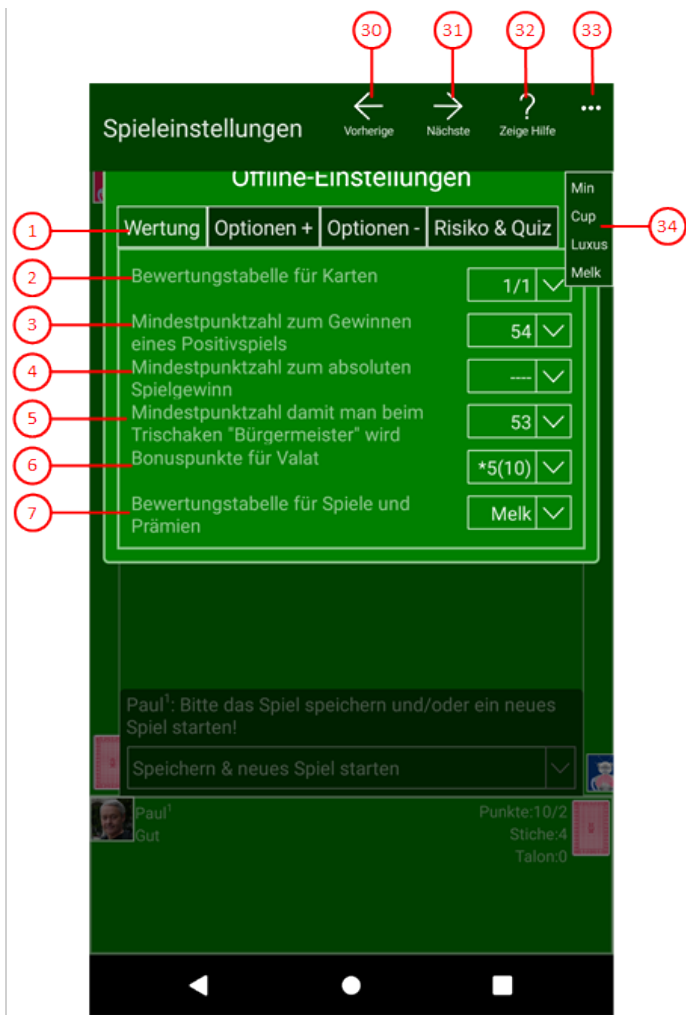 30
31
32
33
Spieleinstellungen
Vorherige
Nächste
Zeige Hilfe
Offline-Einstellungen
Min
Cup
Luxus
Melk
34
1
Wertung
Optionen +
Optionen -
Risiko & Quiz
2
Bewertungstabelle für Karten
1/1
3
Mindestpunktzahl zum Gewinnen
eines Positivspiels
54
4
Mindestpunktzahl zum absoluten
Spielgewinn
----
5
Mindestpunktzahl damit man beim
Trischaken "Bürgermeister" wird
53
6
Bonuspunkte für Valat
*5(10)
7
Bewertungstabelle für Spiele und
Prämien
Melk
Paul¹: Bitte das Spiel speichern und/oder ein neues
Spiel starten!
Speichern & neues Spiel starten
Paul¹
Gut
Punkte:10/2
Stiche:4
Talon:0